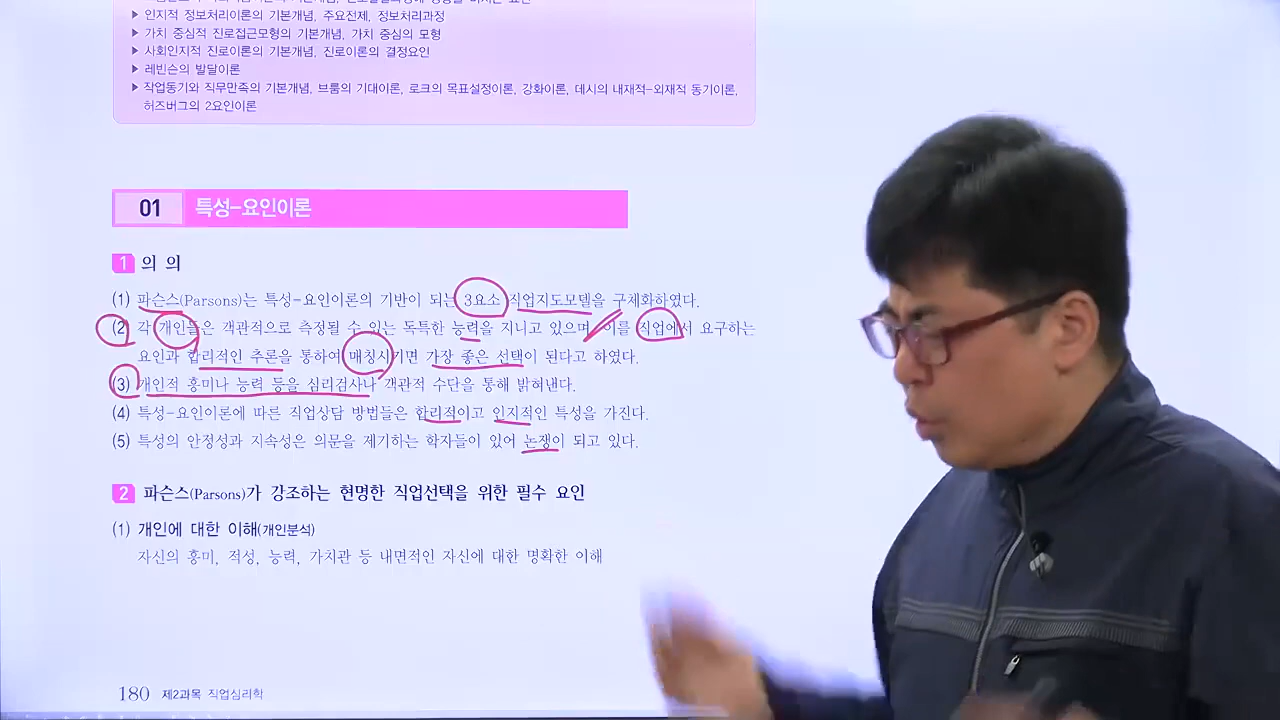 ▶ 인지적 정보처리이론의 기본개념, 주요전제, 정보처리과정
▶ 가치 중심적 진로접근모형의 기본개념, 가치 중심의 모형
▶ 사회인지적 진로이론의 기본개념, 진로이론의 결정요인
▶ 레빈슨의 발달이론
▶ 작업동기와 직무만족의 기본개념, 브룸의 기대이론, 로크의 목표설정이론, 강화이론, 데시의 내재적-외재적 동기이론,
허즈버그의 2요인이론
01 특성-요인이론
1 의 의
(1) 파슨스(Parsons)는 특성-요인이론의 기반이 되는 3요소 직업지도모델을 구체화하였다.
(2) 각 개인들은 객관적으로 측정될 수 있는 독특한 능력을 지니고 있으며, 이를 직업에서 요구하는
요인과 합리적인 추론을 통하여 매칭시키면 가장 좋은 선택이 된다고 하였다.
(3) 개인적 흥미나 능력 등을 심리검사나 객관적 수단을 통해 밝혀낸다.
(4) 특성-요인이론에 따른 직업상담 방법들은 합리적이고 인지적인 특성을 가진다.
(5) 특성의 안정성과 지속성은 의문을 제기하는 학자들이 있어 논쟁이 되고 있다.
2 파슨스(Parsons)가 강조하는 현명한 직업선택을 위한 필수 요인
(1) 개인에 대한 이해(개인분석)
자신의 흥미, 적성, 능력, 가치관 등 내면적인 자신에 대한 명확한 이해
180 제2과목 직업심리학